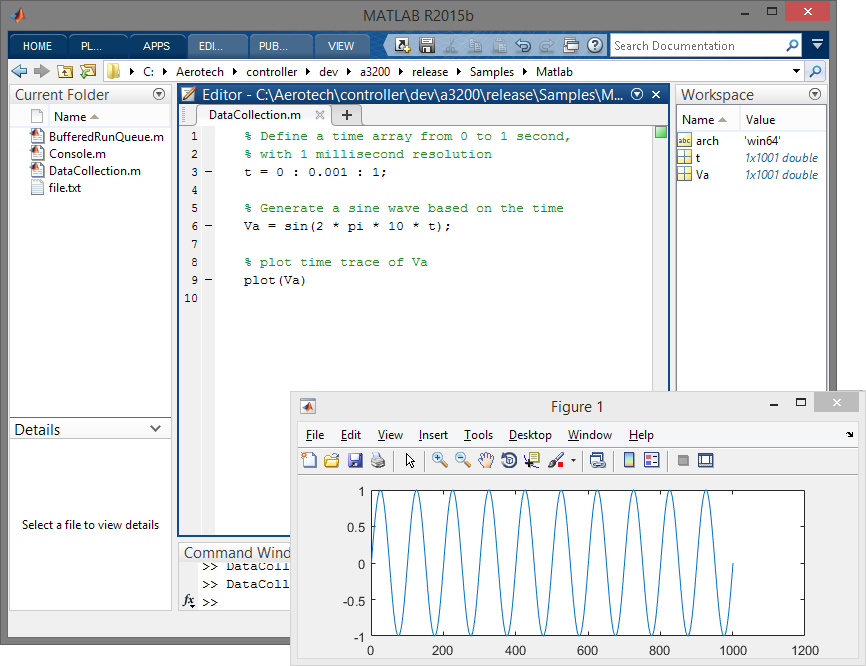 MATLAB R2015b
HOME PL... APPS EDI... PUB... VIEW Search Documentation
C: Aerotech controller dev a3200 release Samples Matlab
Current Folder
Name
BufferedRunQueue.m
Console.m
DataCollection.m
file.txt
Details
Select a file to view details
Editor - C:\Aerotech\controller\dev\a3200\release\Samples\M...
DataCollection.m
1 % Define a time array from 0 to 1 second,
2 % with 1 millisecond resolution
3 – t = 0 : 0.001 : 1;
4
5 % Generate a sine wave based on the time
6 – Va = sin(2 * pi * 10 * t);
7
8 % plot time trace of Va
9 – plot(Va)
10
Command Wind
>> DataColl
>> DataColl
fx >>
Workspace
Name Value
abc arch 'win64'
t 1x1001 double
Va 1x1001 double
Figure 1
File Edit View Insert Tools Desktop Window Help
1
0.5
0
-0.5
-1
0 200 400 600 800 1000 1200